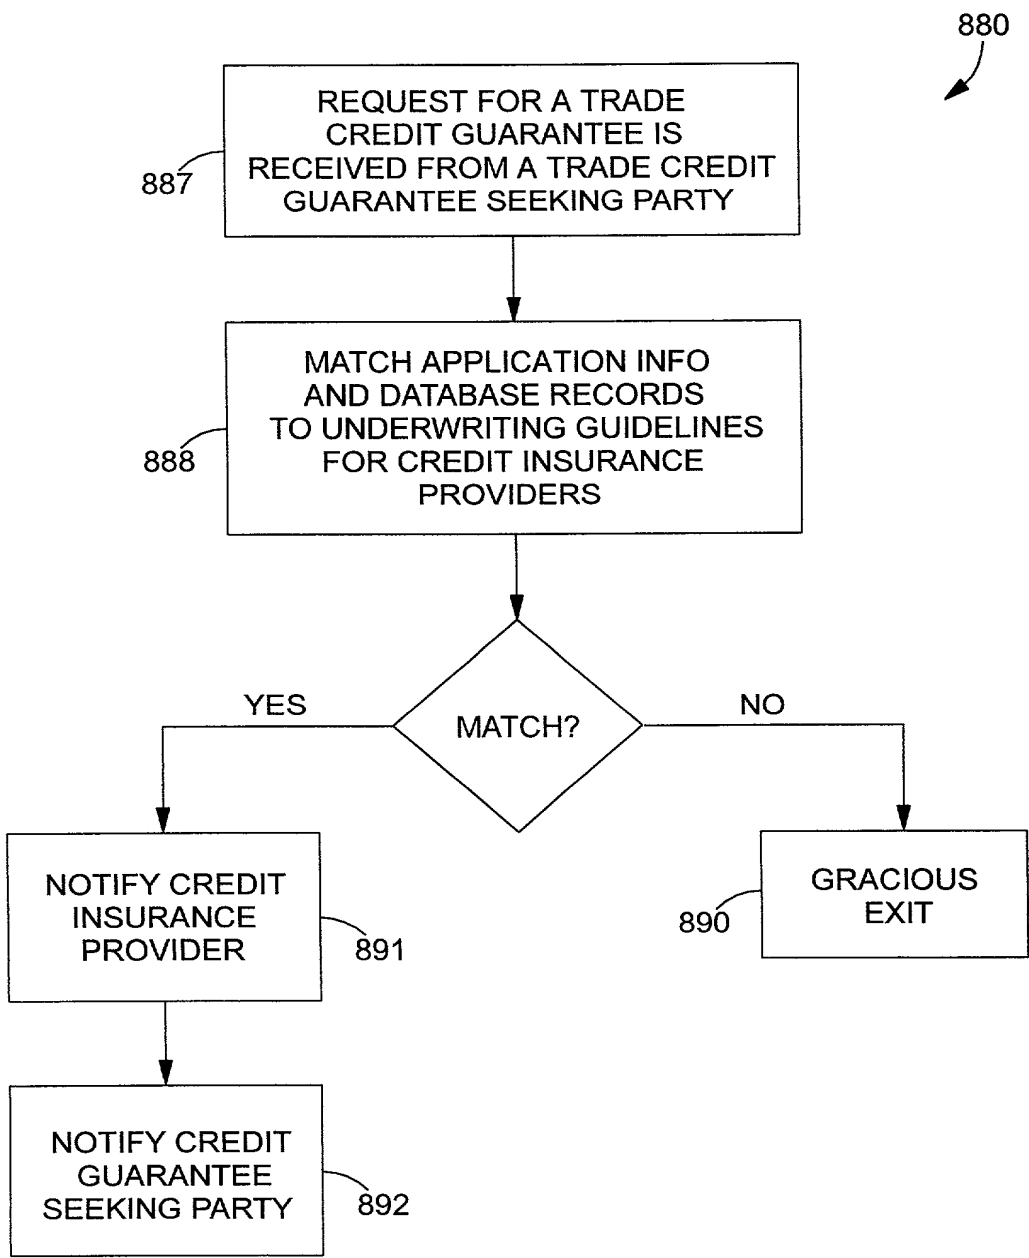 880
REQUEST FOR A TRADE
CREDIT GUARANTEE IS
RECEIVED FROM A TRADE CREDIT
GUARANTEE SEEKING PARTY
887
MATCH APPLICATION INFO
AND DATABASE RECORDS
TO UNDERWRITING GUIDELINES
FOR CREDIT INSURANCE
PROVIDERS
888
YES
MATCH?
NO
NOTIFY CREDIT
INSURANCE
PROVIDER
891
GRACIOUS
EXIT
890
NOTIFY CREDIT
GUARANTEE
SEEKING PARTY
892